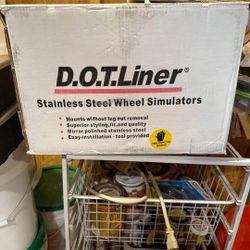 D.O.T.Liner®
Stainless Steel Wheel Simulators
• Mounts without lug nut removal
• Superior styling,fit,and quality
• Mirror polished stainless steel
• Easy-installation - tool provided